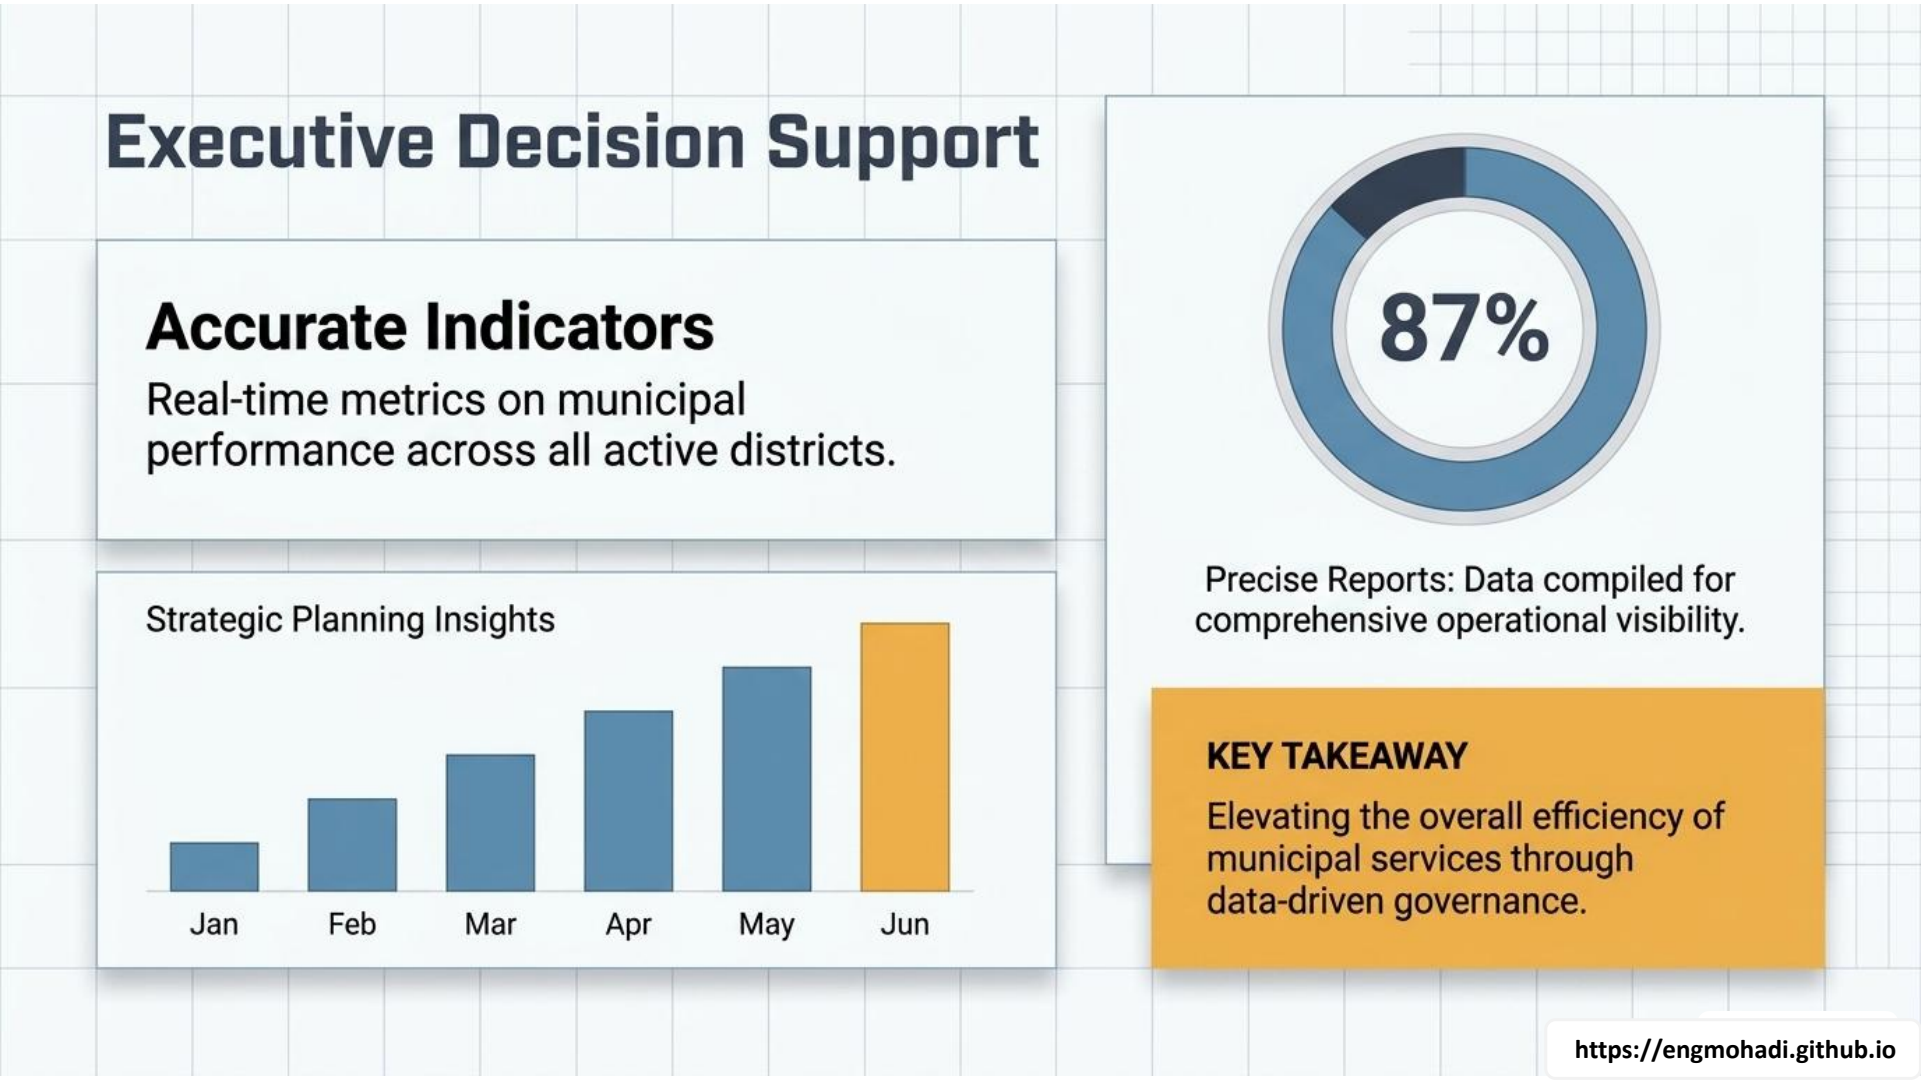 Executive Decision Support
Accurate Indicators
Real-time metrics on municipal
performance across all active districts.
Strategic Planning Insights
Jan
Feb
Mar
Apr
May
Jun
87%
Precise Reports: Data compiled for
comprehensive operational visibility.
KEY TAKEAWAY
Elevating the overall efficiency of
municipal services through
data-driven governance.
https://engmohadi.github.io